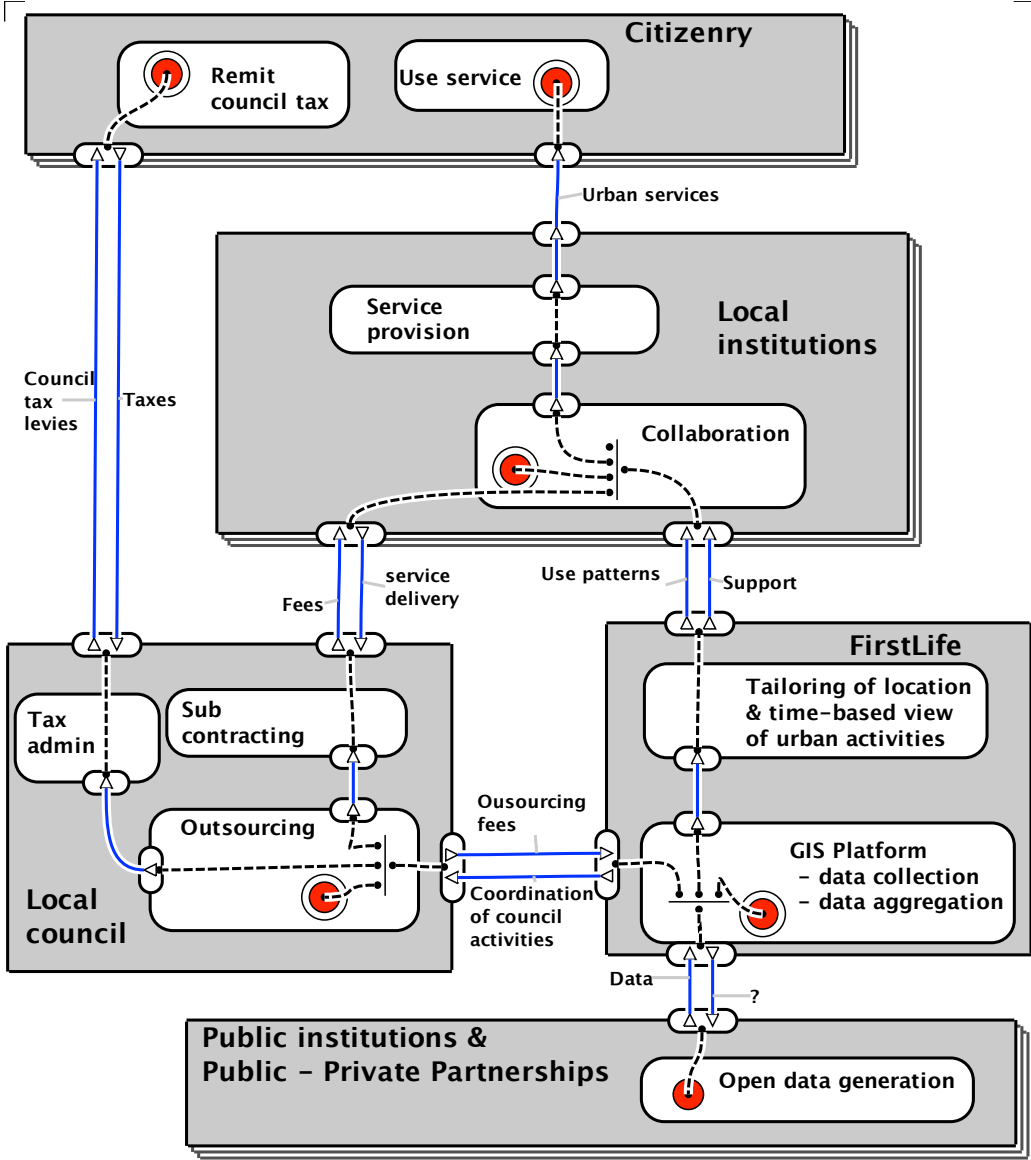 Citizenry
Remit
council tax
Use service
Urban services
Service
provision
Local
institutions
Council
tax
levies
Taxes
Collaboration
Use patterns
Support
Fees
service
delivery
FirstLife
Tailoring of location
& time-based view
of urban activities
Tax
admin
Sub
contracting
Outsourcing
Ousourcing
fees
GIS Platform
- data collection
- data aggregation
Local
council
Coordination
of council
activities
Data
?
Public institutions &
Public - Private Partnerships
Open data generation